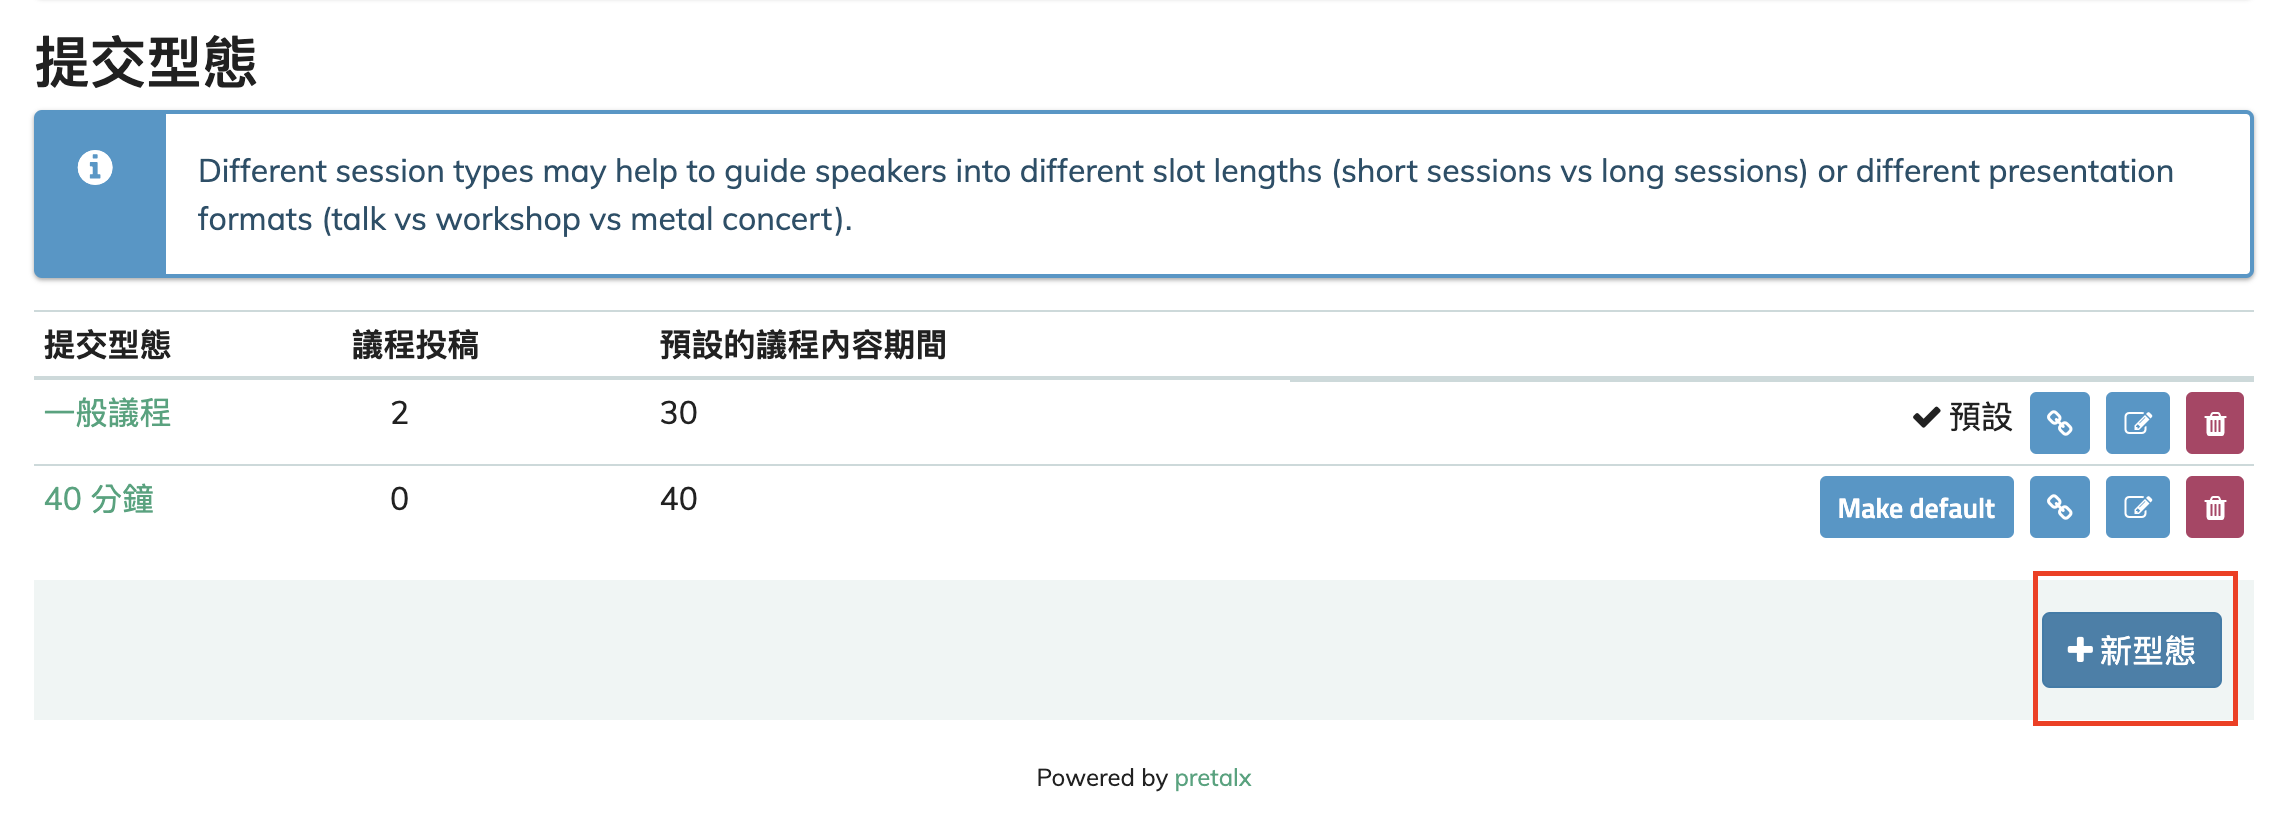 提交型態
Different session types may help to guide speakers into different slot lengths (short sessions vs long sessions) or different presentation
formats (talk vs workshop vs metal concert).
提交型態 議程投稿 預設的議程內容期間
一般議程 2 30 預設
40 分鐘 0 40 Make default
新型態
Powered by pretalx